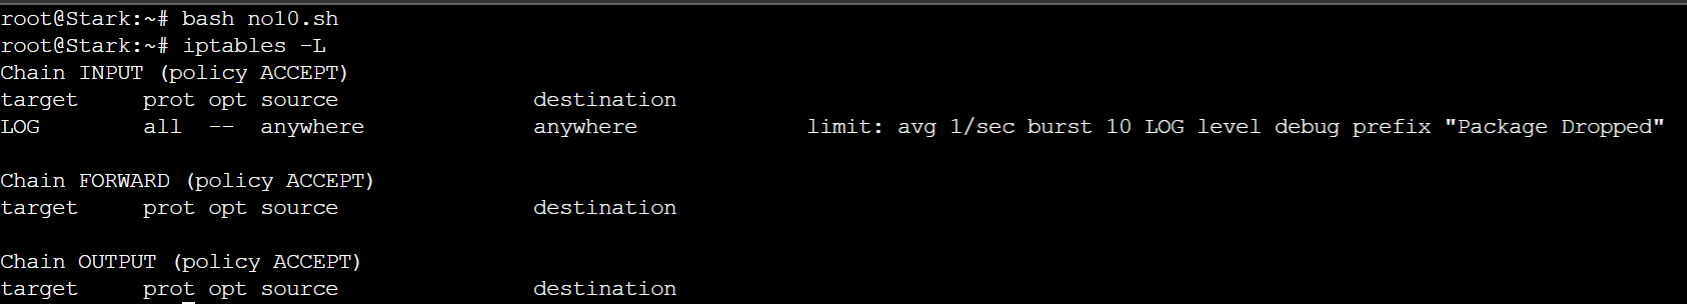 root@Stark:~# bash no10.sh
root@Stark:~# iptables -L
Chain INPUT (policy ACCEPT)
target     prot opt source               destination
LOG        all  --  anywhere             anywhere             limit: avg 1/sec burst 10 LOG level debug prefix "Package Dropped"

Chain FORWARD (policy ACCEPT)
target     prot opt source               destination

Chain OUTPUT (policy ACCEPT)
target     prot opt source               destination